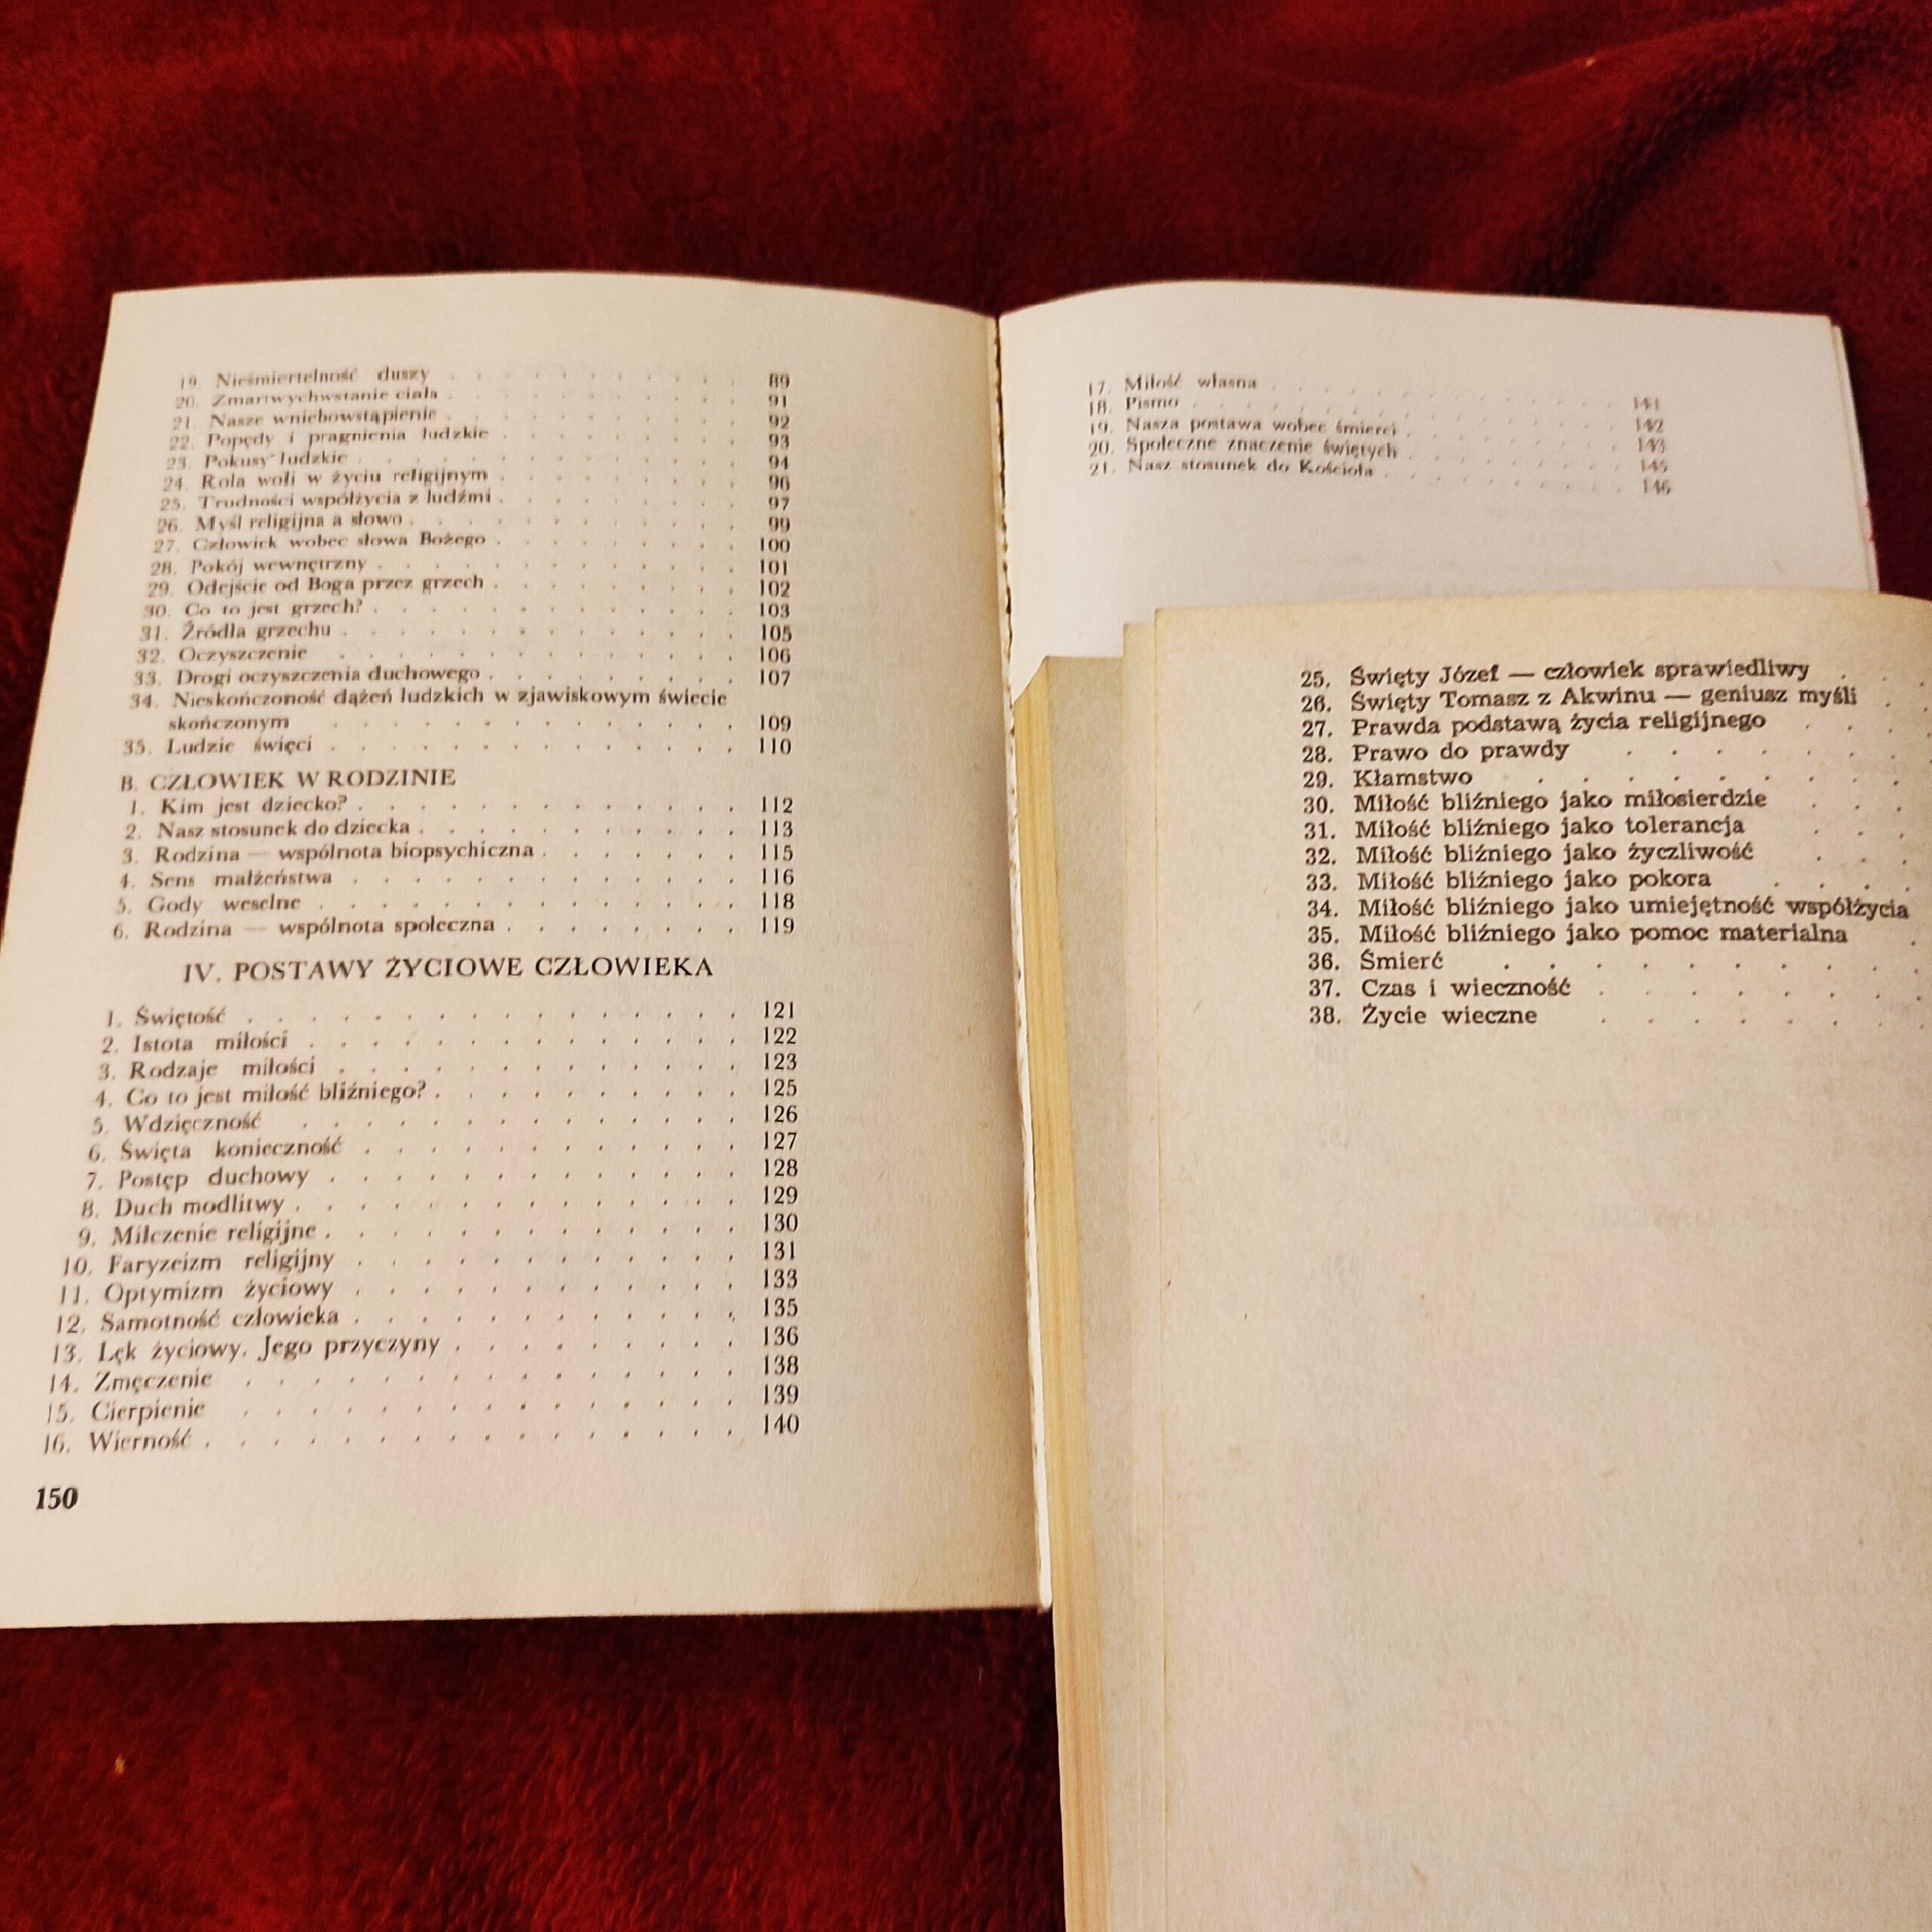 19. Nieśmiertelność duszy . . . . . . . . . . 89
20. Zmartwychwstanie ciała . . . . . . . . . . 91
21. Nasze wniebowstąpienie . . . . . . . . . . 92
22. Popędy i pragnienia ludzkie . . . . . . . . 93
23. Pokusy ludzkie . . . . . . . . . . . . 94
24. Rola woli w życiu religijnym . . . . . . . . 96
25. Trudności współżycia z ludźmi . . . . . . . . 97
26. Myśl religijna a słowo . . . . . . . . . . 99
27. Człowiek wobec słowa Bożego . . . . . . . . 100
28. Pokój wewnętrzny . . . . . . . . . . . 101
29. Odejście od Boga przez grzech . . . . . . . . 102
30. Co to jest grzech? . . . . . . . . . . . 103
31. Źródła grzechu . . . . . . . . . . . . 105
32. Oczyszczenie . . . . . . . . . . . . 106
33. Drogi oczyszczenia duchowego . . . . . . . . 107
34. Nieskończoność dążeń ludzkich w zjawiskowym świecie
skończonym . . . . . . . . . . . . 109
35. Ludzie święci . . . . . . . . . . . . 110
B. CZŁOWIEK W RODZINIE
1. Kim jest dziecko? . . . . . . . . . . . 112
2. Nasz stosunek do dziecka . . . . . . . . . . 113
3. Rodzina — wspólnota biopsychiczna . . . . . . . 115
4. Sens małżeństwa . . . . . . . . . . . . 116
5. Gody weselne . . . . . . . . . . . . . 118
6. Rodzina — wspólnota społeczna . . . . . . . . 119
IV. POSTAWY ŻYCIOWE CZŁOWIEKA
1. Świętość . . . . . . . . . . . . . . 121
2. Istota miłości . . . . . . . . . . . . . 122
3. Rodzaje miłości . . . . . . . . . . . . 123
4. Co to jest miłość bliźniego? . . . . . . . . . 125
5. Wdzięczność . . . . . . . . . . . . . 126
6. Święta konieczność . . . . . . . . . . . 127
7. Postęp duchowy . . . . . . . . . . . . 128
8. Duch modlitwy . . . . . . . . . . . . . 129
9. Milczenie religijne . . . . . . . . . . . . 130
10. Faryzeizm religijny . . . . . . . . . . . 131
11. Optymizm życiowy . . . . . . . . . . . 133
12. Samotność człowieka . . . . . . . . . . . 135
13. Lęk życiowy. Jego przyczyny . . . . . . . . . 136
14. Zmęczenie . . . . . . . . . . . . . . 138
15. Cierpienie . . . . . . . . . . . . . . 139
16. Wierność . . . . . . . . . . . . . . . 140
150
17. Miłość własna . . . . . . . . . . . . 141
18. Pismo . . . . . . . . . . . . . . 142
19. Nasza postawa wobec śmierci . . . . . . . . 143
20. Społeczne znaczenie świętych . . . . . . . . 145
21. Nasz stosunek do Kościoła . . . . . . . . . 146
25. Święty Józef — człowiek sprawiedliwy . . .
26. Święty Tomasz z Akwinu — geniusz myśli . .
27. Prawda podstawą życia religijnego . . .
28. Prawo do prawdy . . . . . . .
29. Kłamstwo . . . . . . . . .
30. Miłość bliźniego jako miłosierdzie . . .
31. Miłość bliźniego jako tolerancja . . .
32. Miłość bliźniego jako życzliwość . . .
33. Miłość bliźniego jako pokora . . . .
34. Miłość bliźniego jako umiejętność współżycia
35. Miłość bliźniego jako pomoc materialna .
36. Śmierć . . . . . . . . . .
37. Czas i wieczność . . . . . . . .
38. Życie wieczne . . . . . . . .